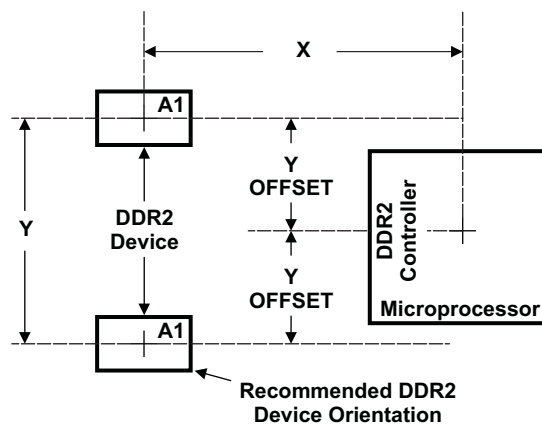 X
A1
Y
OFFSET
Y
DDR2
Device
DDR2
Controller
Microprocessor
Y
OFFSET
A1
Recommended DDR2
Device Orientation